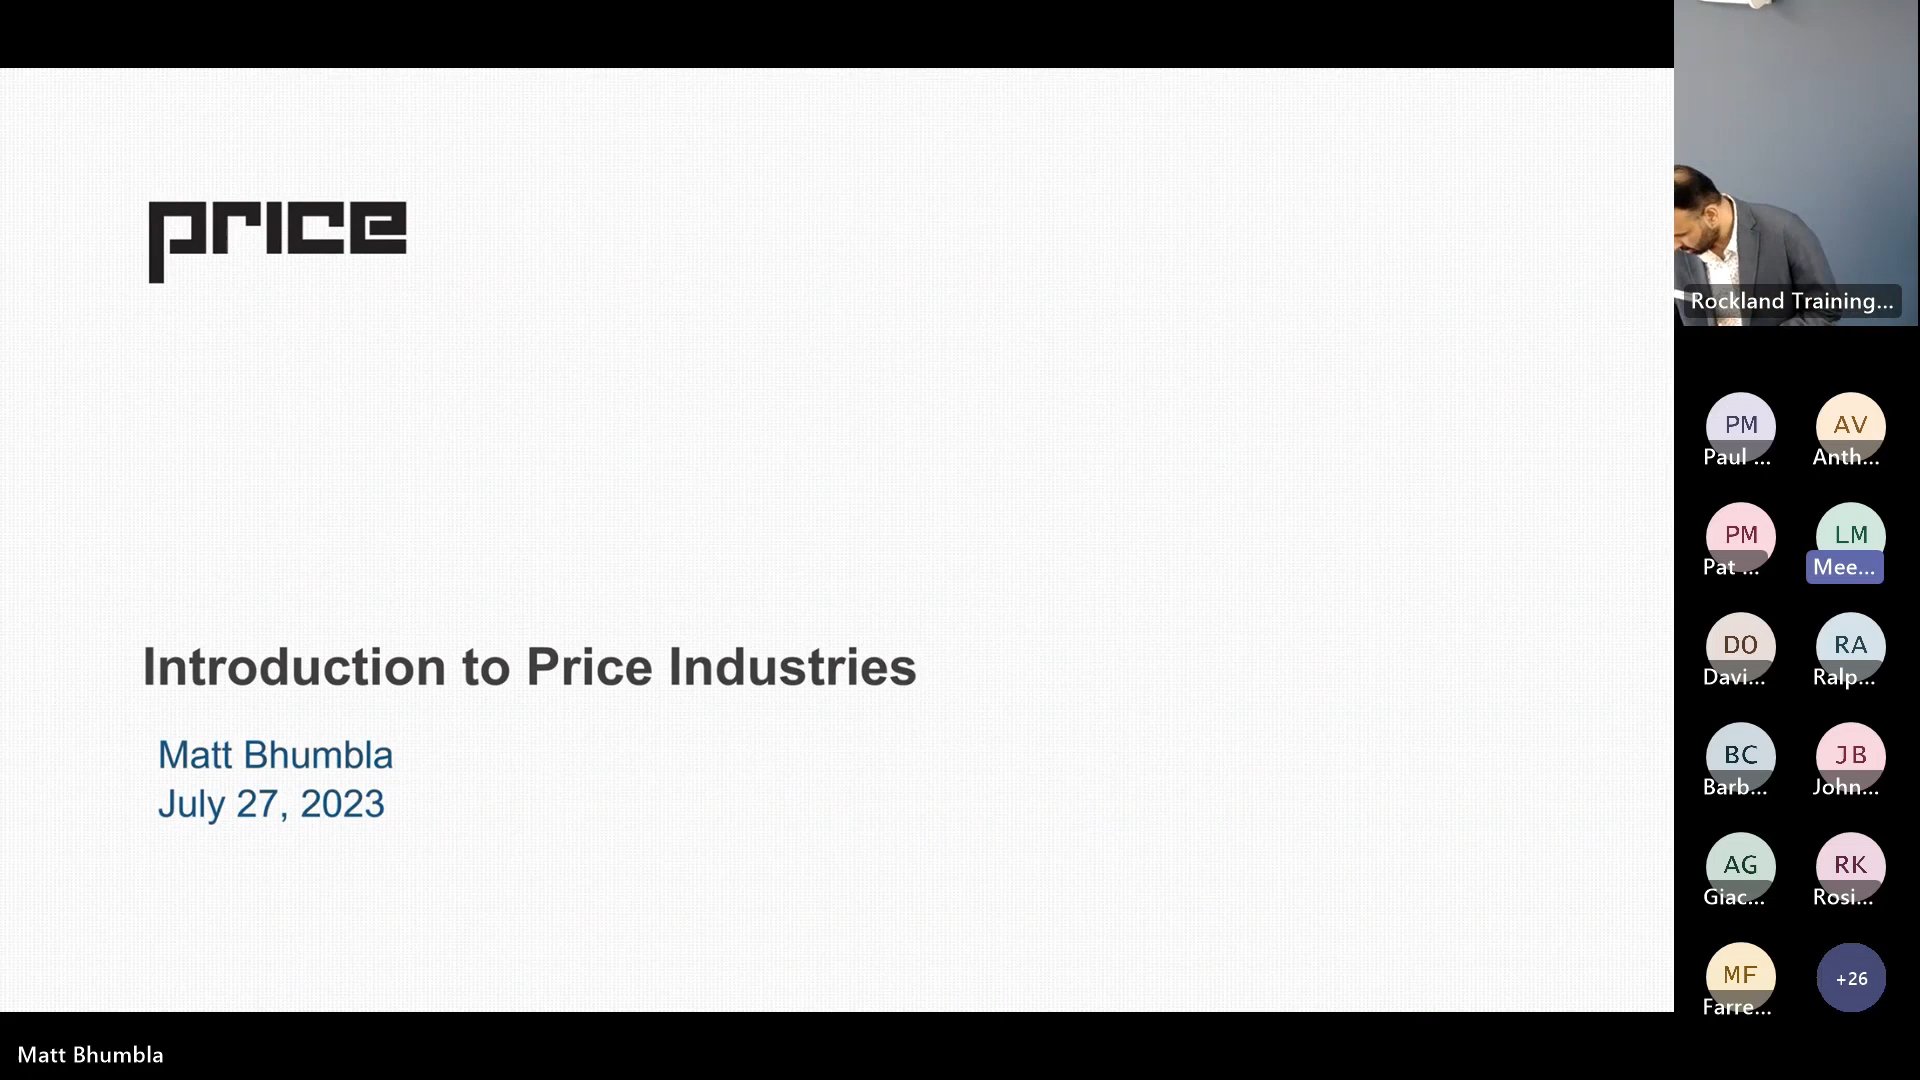 price
Introduction to Price Industries
Matt Bhumbla
July 27, 2023
Matt Bhumbla
Rockland Training...
PM
Paul ...
AV
Anth...
PM
Pat ...
LM
Mee...
DO
Davi...
RA
Ralp...
BC
Barb...
JB
John...
AG
Giac...
RK
Rosi...
MF
Farre...
+26